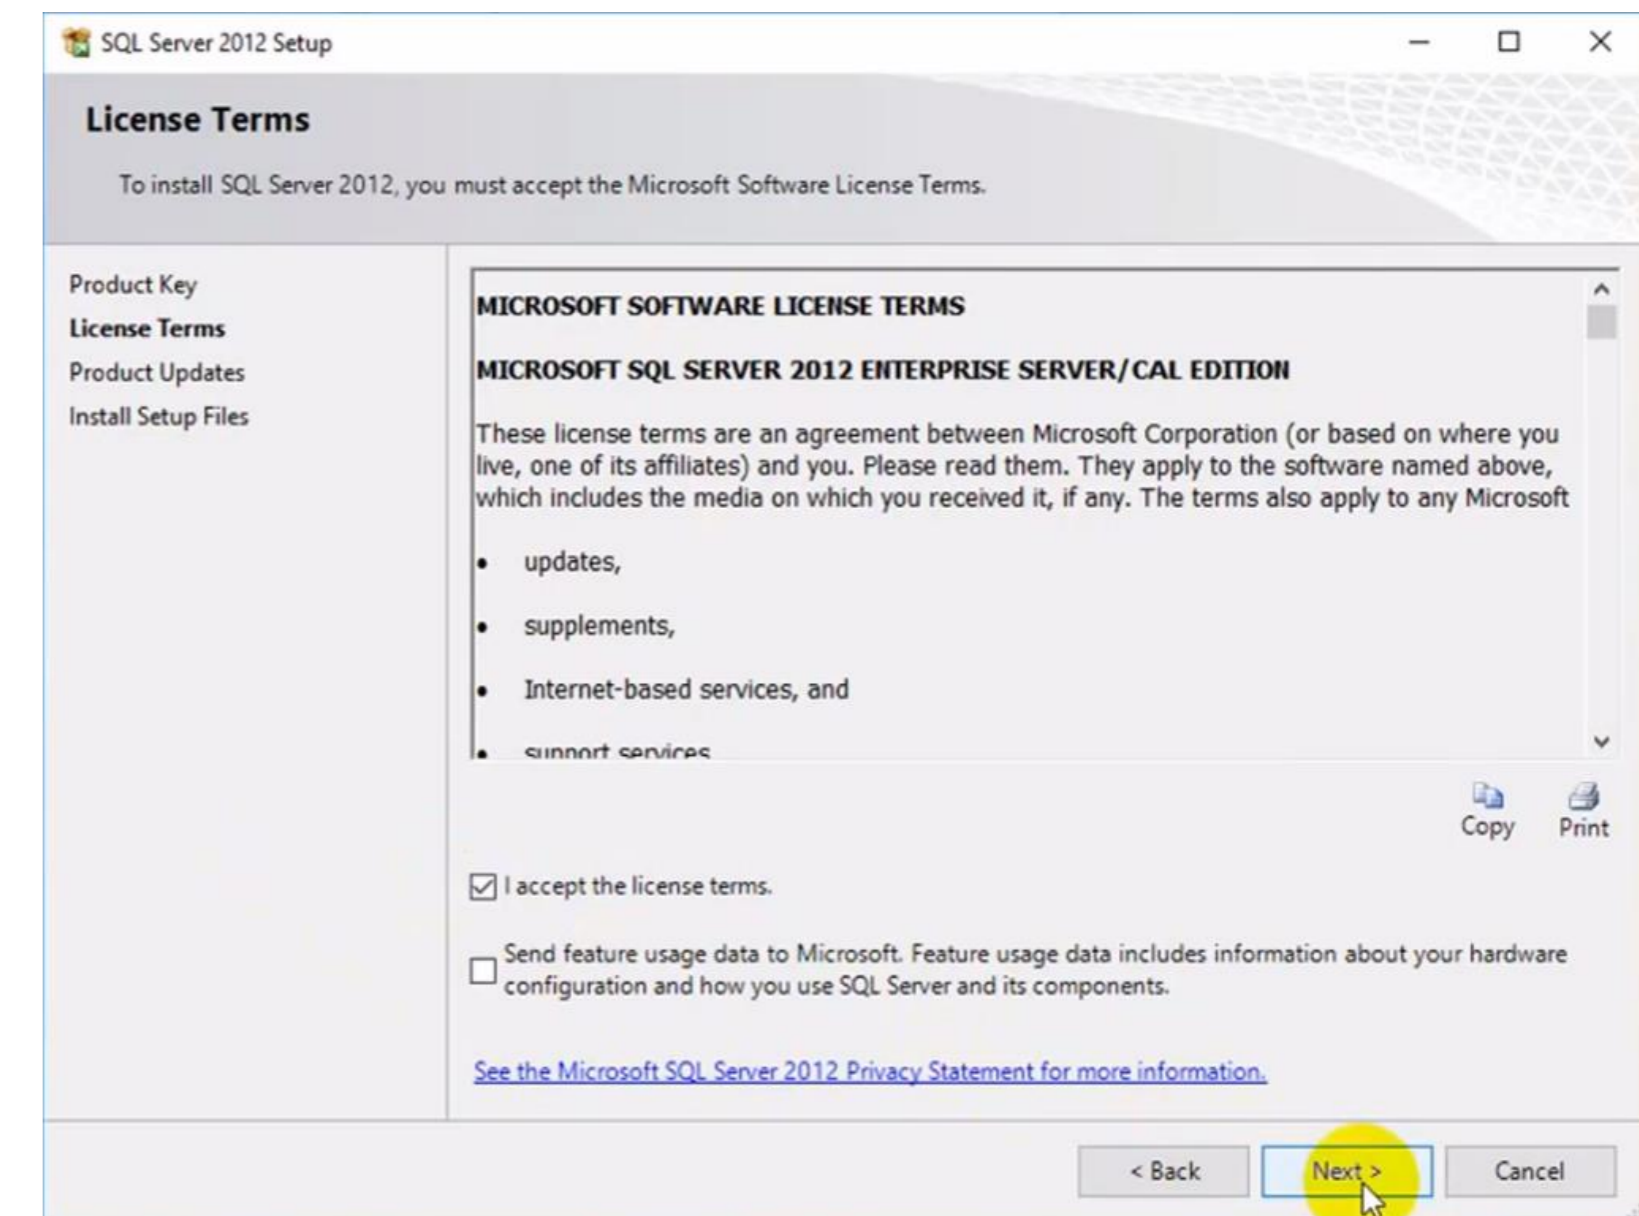 SQL Server 2012 Setup
License Terms
To install SQL Server 2012, you must accept the Microsoft Software License Terms.
Product Key
License Terms
Product Updates
Install Setup Files
MICROSOFT SOFTWARE LICENSE TERMS
MICROSOFT SQL SERVER 2012 ENTERPRISE SERVER/CAL EDITION
These license terms are an agreement between Microsoft Corporation (or based on where you
live, one of its affiliates) and you. Please read them. They apply to the software named above,
which includes the media on which you received it, if any. The terms also apply to any Microsoft
• updates,
• supplements,
• Internet-based services, and
• support services
Copy Print
I accept the license terms.
Send feature usage data to Microsoft. Feature usage data includes information about your hardware
configuration and how you use SQL Server and its components.
See the Microsoft SQL Server 2012 Privacy Statement for more information.
< Back Next > Cancel